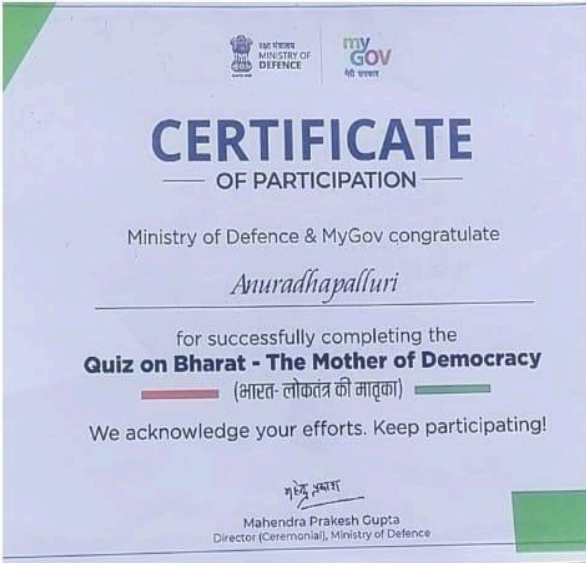 रक्षा मंत्रालय
MINISTRY OF
DEFENCE
my
GOV
मेरी सरकार
CERTIFICATE
OF PARTICIPATION
Ministry of Defence & MyGov congratulate
Anuradhapalluri
for successfully completing the
Quiz on Bharat - The Mother of Democracy
(भारत- लोकतंत्र की मातृका)
We acknowledge your efforts. Keep participating!
Mahendra Prakash Gupta
Director (Ceremonial), Ministry of Defence